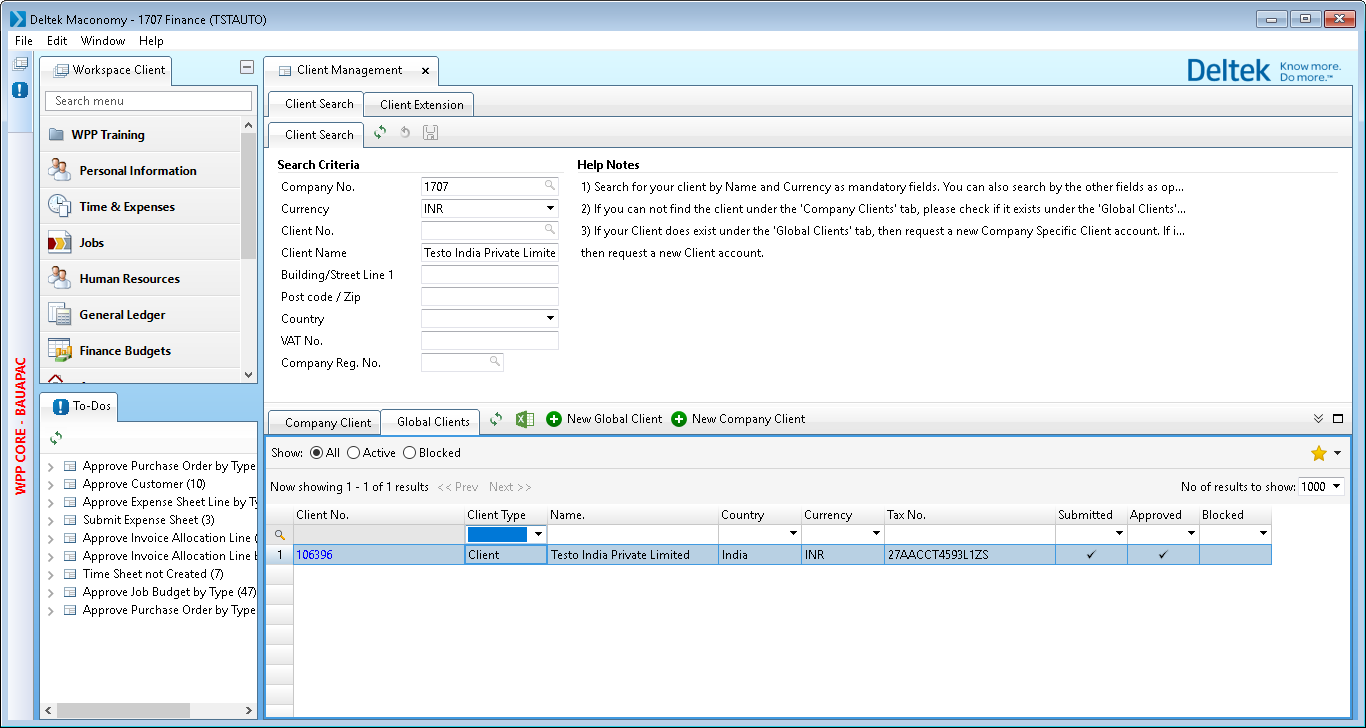 Deltek Maconomy - 1707 Finance (TSTAUTO)
File Edit Window Help
WPP CORE - BAUAPAC
Workspace Client
Search menu
WPP Training
Personal Information
Time & Expenses
Jobs
Human Resources
General Ledger
Finance Budgets
To-Dos
Approve Purchase Order by Type
Approve Customer (10)
Approve Expense Sheet Line by Ty
Submit Expense Sheet (3)
Approve Invoice Allocation Line (
Approve Invoice Allocation Line b
Time Sheet not Created (7)
Approve Job Budget by Type (47)
Approve Purchase Order by Type
Client Management
Deltek Know more.
Do more.™
Client Search Client Extension
Client Search
Search Criteria
Company No. 1707
Currency INR
Client No.
Client Name Testo India Private Limite
Building/Street Line 1
Post code / Zip
Country
VAT No.
Company Reg. No.
Help Notes
1) Search for your client by Name and Currency as mandatory fields. You can also search by the other fields as op...
2) If you can not find the client under the 'Company Clients' tab, please check if it exists under the 'Global Clients'...
3) If your Client does exist under the 'Global Clients' tab, then request a new Company Specific Client account. If i...
then request a new Client account.
Company Client Global Clients New Global Client New Company Client
Show: All Active Blocked
Now showing 1 - 1 of 1 results << Prev Next >> No of results to show: 1000
Client No. Client Type Name. Country Currency Tax No. Submitted Approved Blocked
1 106396 Client Testo India Private Limited India INR 27AACCT4593L1ZS ✓ ✓